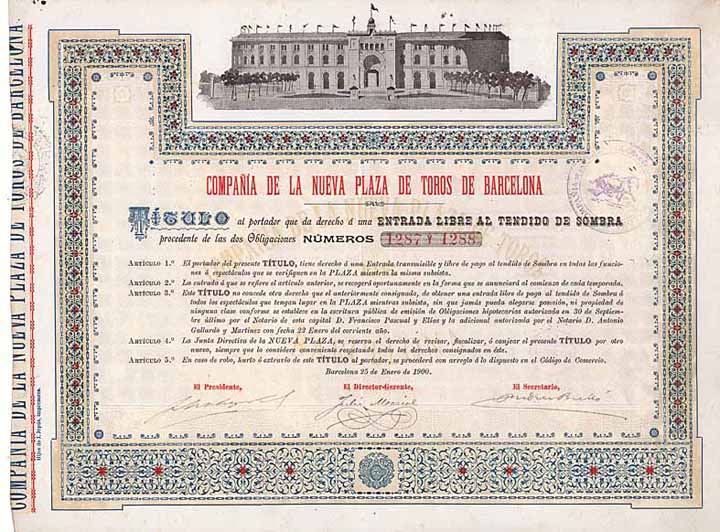 COMPAÑÍA DE LA NUEVA PLAZA DE TOROS DE BARCELONA
COMPAÑÍA DE LA NUEVA PLAZA DE TOROS DE BARCELONA
TÍTULO al portador que da derecho á una ENTRADA LIBRE AL TENDIDO DE SOMBRA
procedente de las dos Obligaciones NÚMEROS 1287 Y 1288
ARTÍCULO 1.º El portador del presente TÍTULO, tiene derecho á una Entrada transmisible y libre de pago al tendido de Sombra en todas las funcio-
nes ó espectáculos que se verifiquen en la PLAZA mientras la misma subsista.
ARTÍCULO 2.º La entrada á que se refiere el artículo anterior, se recogerá oportunamente en la forma que se anunciará al comienzo de cada temporada.
ARTÍCULO 3.º Este TÍTULO no concede otro derecho que el anteriormente consignado, de obtener una entrada libre de pago al tendido de Sombra á
todos los espectáculos que tengan lugar en la PLAZA mientras subsista, sin que jamás pueda alegarse posesión, ni propiedad de
ninguna clase conforme se establece en la escritura pública de emisión de Obligaciones hipotecarias autorizada en 30 de Septiem-
bre último por el Notario de esta capital D. Francisco Pascual y Elías y la adicional autorizada por el Notario D. Antonio
Gallardo y Martínez con fecha 22 Enero del corriente año.
ARTÍCULO 4.º La Junta Directiva de la NUEVA PLAZA, se reserva el derecho de revisar, fiscalizar, ó canjear el presente TÍTULO por otro
nuevo, siempre que lo considere conveniente respetando todos los derechos consignados en éste.
ARTÍCULO 5.º En caso de robo, hurto ó extravío de este TÍTULO al portador, se procederá con arreglo á lo dispuesto en el Código de Comercio.
Barcelona 25 de Enero de 1900.
El Presidente, El Director-Gerente, El Secretario,